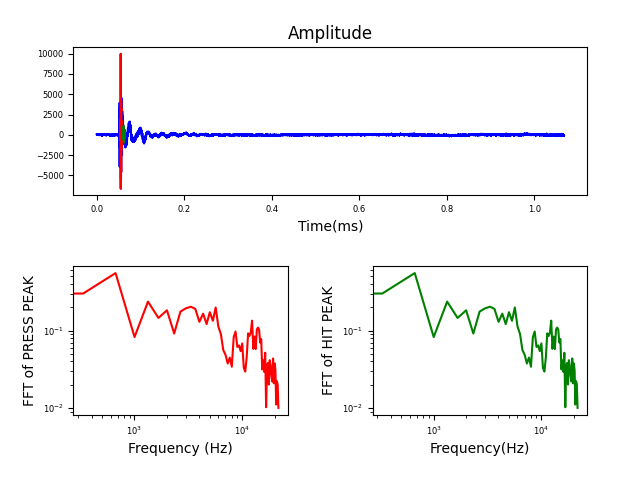 Amplitude
10000
7500
5000
2500
0
−2500
−5000
0.0 0.2 0.4 0.6 0.8 1.0
Time(ms)
FFT of PRESS PEAK
10⁻¹
10⁻²
10³ 10⁴
Frequency (Hz)
FFT of HIT PEAK
10⁻¹
10⁻²
10³ 10⁴
Frequency(Hz)